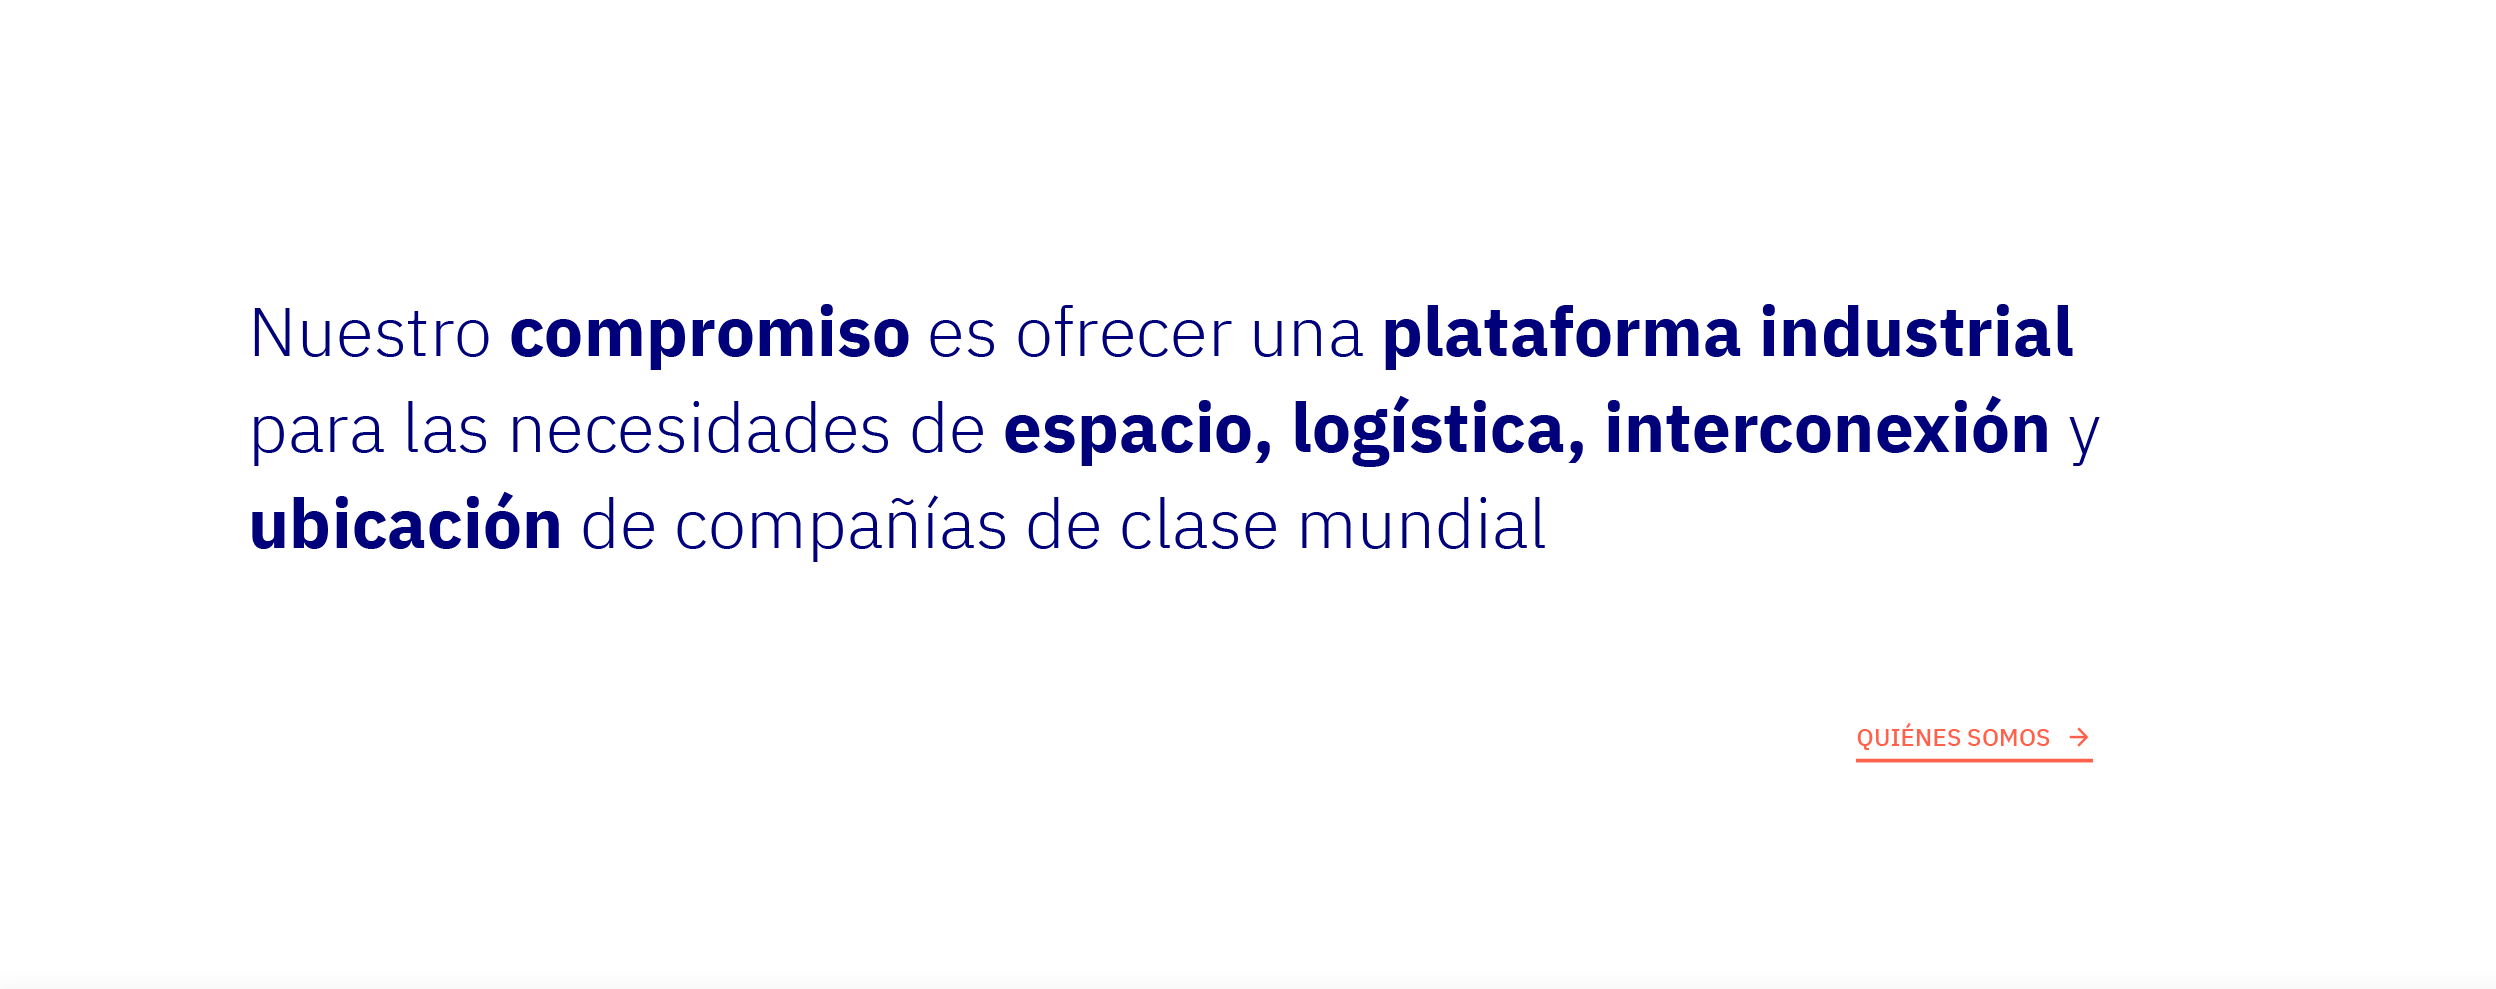 Nuestro compromiso es ofrecer una plataforma industrial
para las necesidades de espacio, logística, interconexión y
ubicación de compañías de clase mundial
QUIÉNES SOMOS →